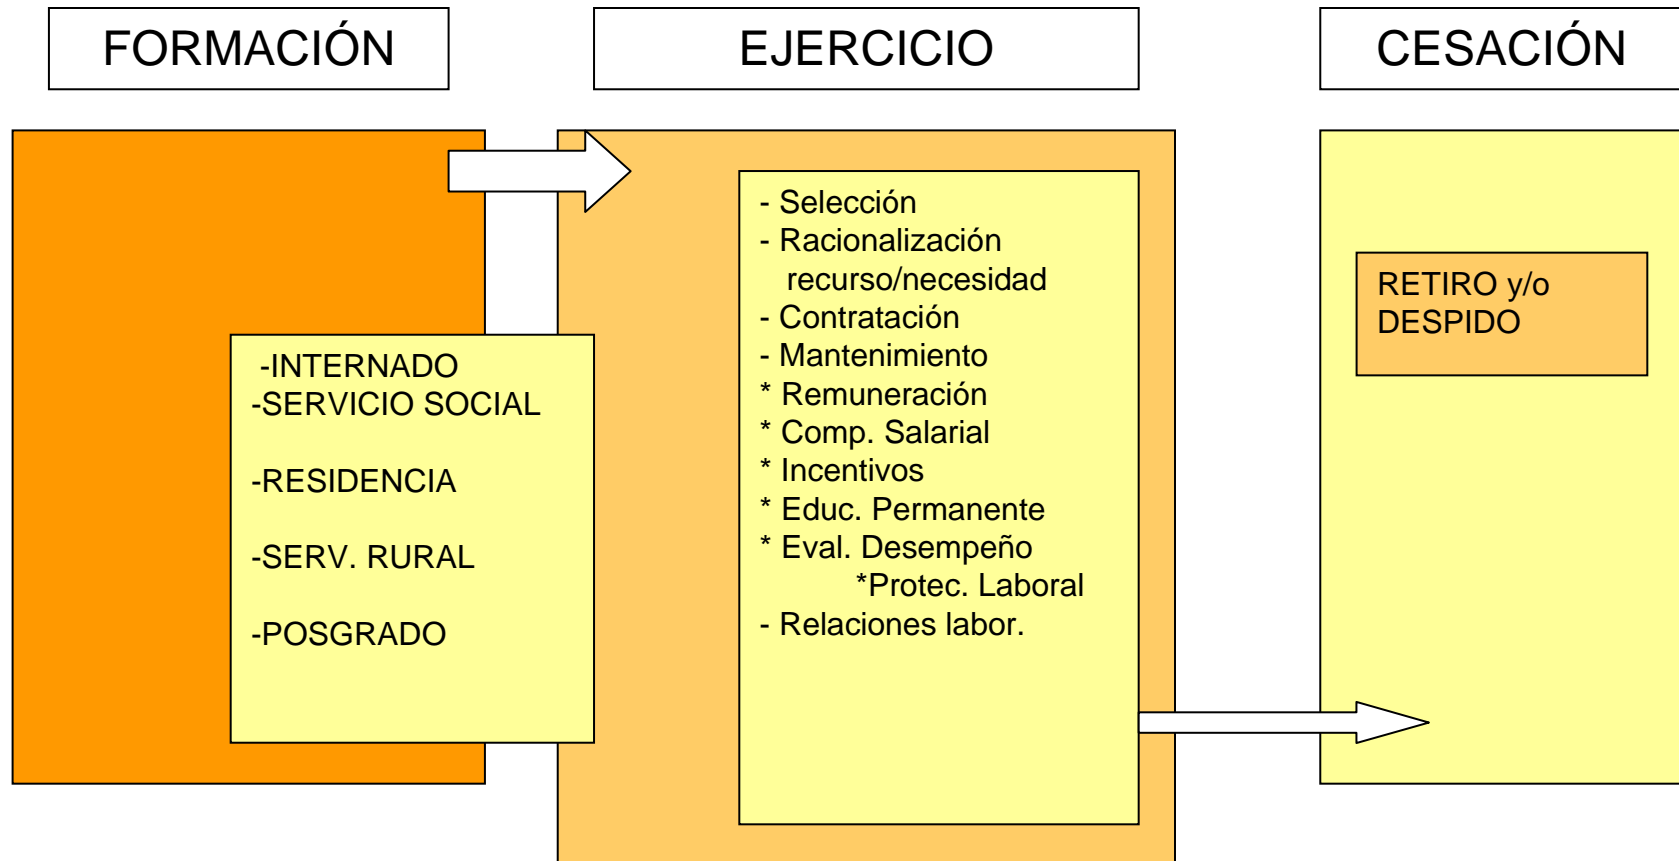 FORMACIÓN
EJERCICIO
CESACIÓN
-INTERNADO
-SERVICIO SOCIAL
-RESIDENCIA
-SERV. RURAL
-POSGRADO
- Selección
- Racionalización
recurso/necesidad
- Contratación
- Mantenimiento
* Remuneración
* Comp. Salarial
* Incentivos
* Educ. Permanente
* Eval. Desempeño
*Protec. Laboral
- Relaciones labor.
RETIRO y/o
DESPIDO